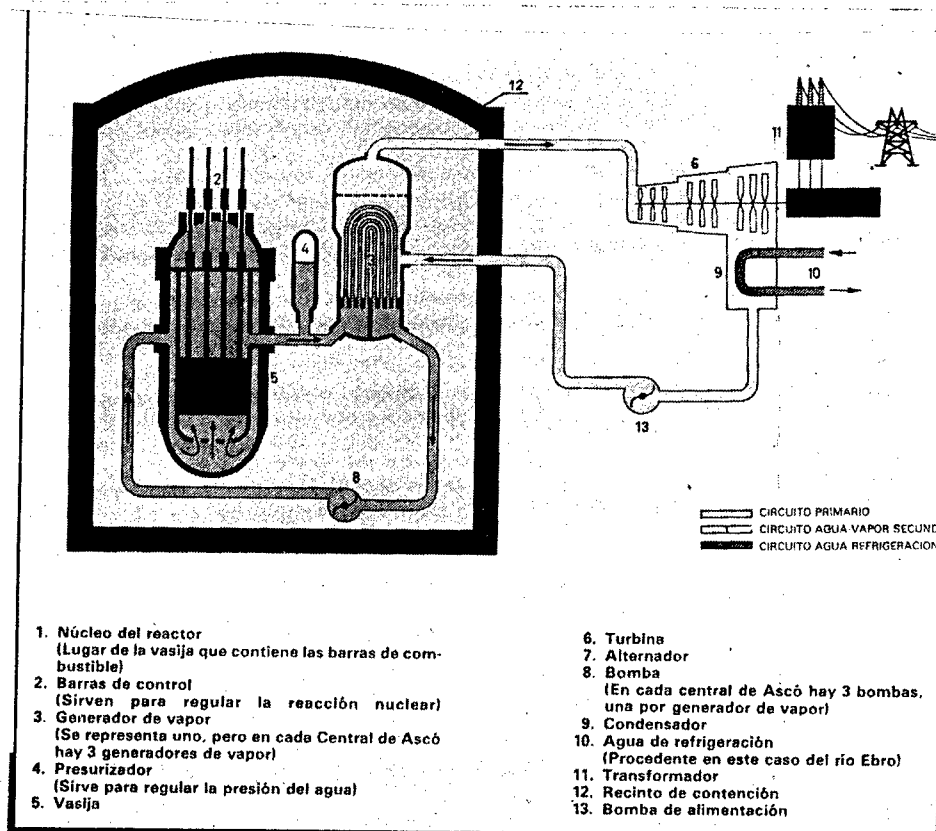 12
11
2
6
4
3
9
10
5
13
8
CIRCUITO PRIMARIO
CIRCUITO AGUA-VAPOR SECUND
CIRCUITO AGUA REFRIGERACION
1. Núcleo del reactor
(Lugar de la vasija que contiene las barras de com-
bustible)
2. Barras de control
(Sirven para regular la reacción nuclear)
3. Generador de vapor
(Se representa uno, pero en cada Central de Ascó
hay 3 generadores de vapor)
4. Presurizador
(Sirve para regular la presión del agua)
5. Vasija
6. Turbina
7. Alternador
8. Bomba
(En cada central de Ascó hay 3 bombas,
una por generador de vapor)
9. Condensador
10. Agua de refrigeración
(Procedente en este caso del río Ebro)
11. Transformador
12. Recinto de contención
13. Bomba de alimentación